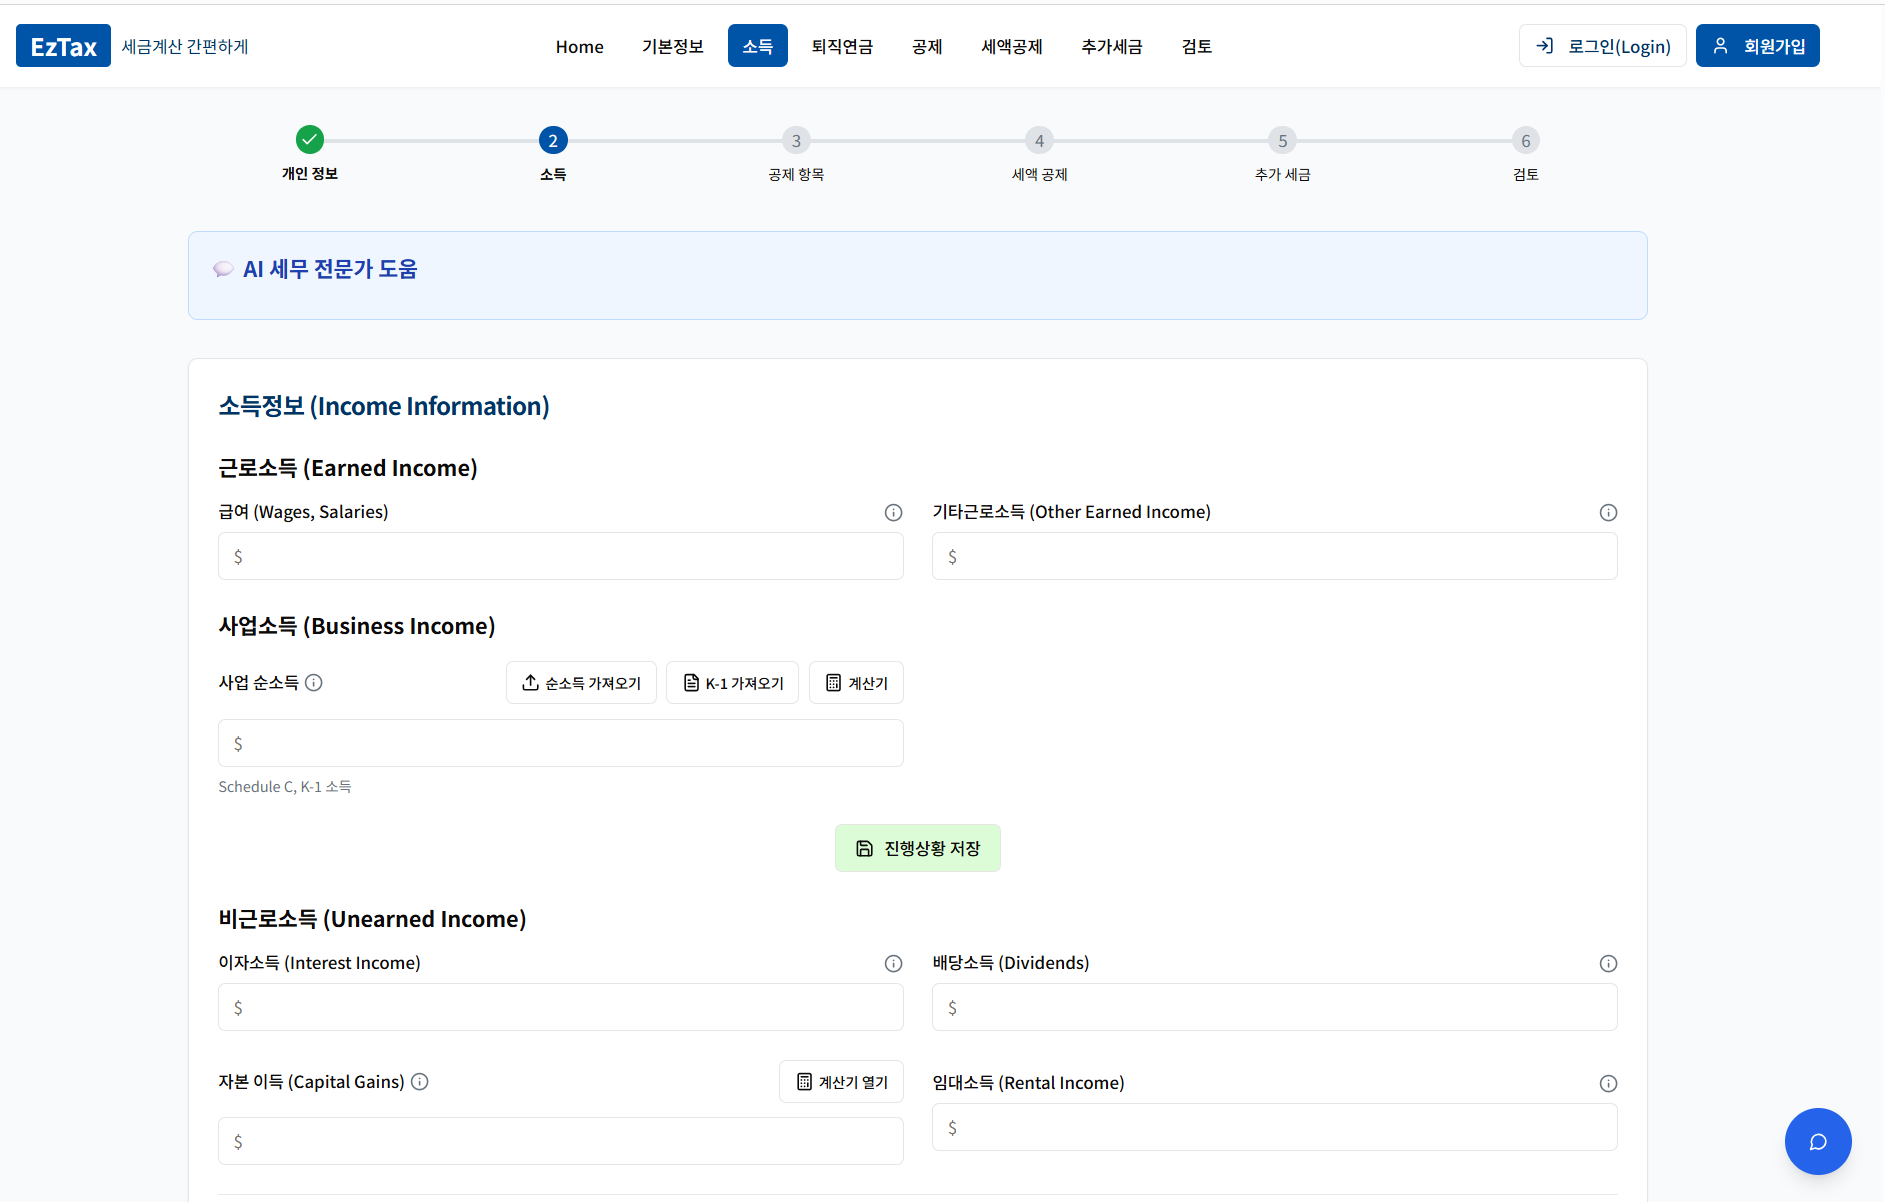 EzTax 세금계산 간편하게 Home 기본정보 소득 퇴직연금 공제 세액공제 추가세금 검토 로그인(Login) 회원가입
2 3 4 5 6
개인 정보 소득 공제 항목 세액 공제 추가 세금 검토
AI 세무 전문가 도움
소득정보 (Income Information)
근로소득 (Earned Income)
급여 (Wages, Salaries) 기타근로소득 (Other Earned Income)
$ $
사업소득 (Business Income)
사업 순소득 순소득 가져오기 K-1 가져오기 계산기
$
Schedule C, K-1 소득
진행상황 저장
비근로소득 (Unearned Income)
이자소득 (Interest Income) 배당소득 (Dividends)
$ $
자본 이득 (Capital Gains) 계산기 열기 임대소득 (Rental Income)
$ $